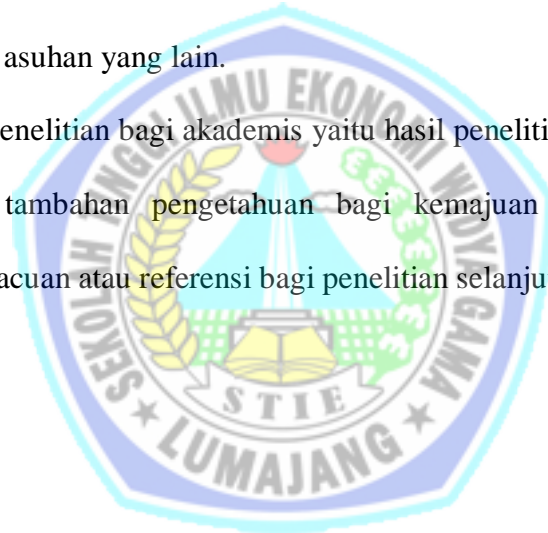 asuhan yang lain.
enelitian bagi akademis yaitu hasil peneliti
tambahan pengetahuan bagi kemajuan
acuan atau referensi bagi penelitian selanju
SEKOLAH TINGGI ILMU EKONOMI WIDYA GAMA
STIE
LUMAJANG